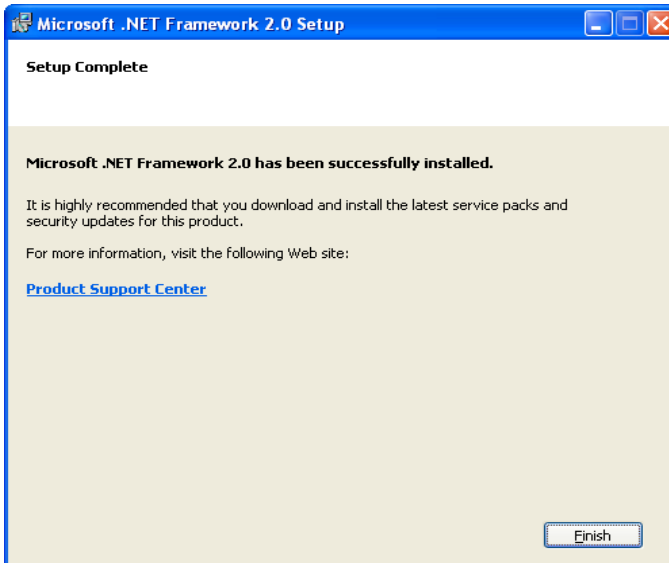 Microsoft .NET Framework 2.0 Setup
Setup Complete
Microsoft .NET Framework 2.0 has been successfully installed.
It is highly recommended that you download and install the latest service packs and
security updates for this product.
For more information, visit the following Web site:
Product Support Center
Finish